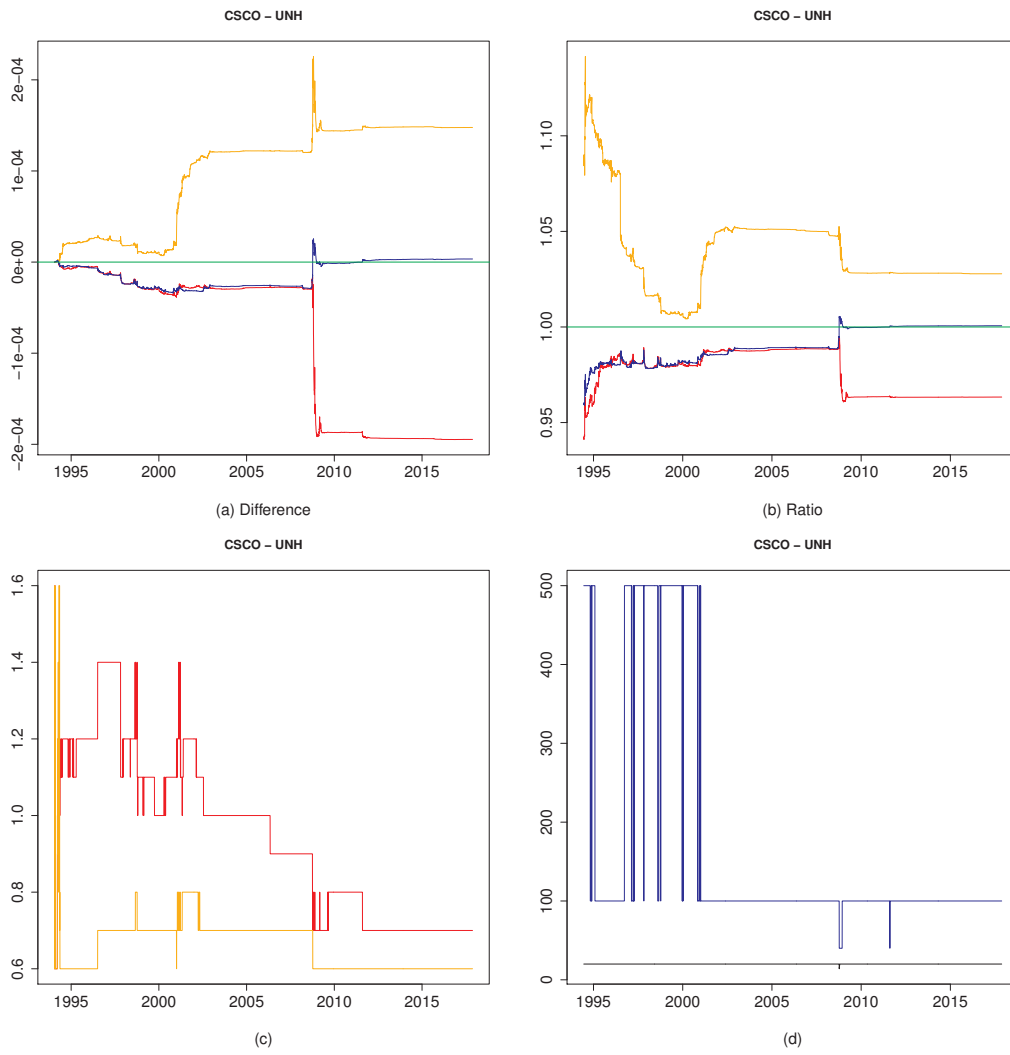 CSCO − UNH
2e−04
1e−04
0e+00
−1e−04
−2e−04
1995 2000 2005 2010 2015
(a) Difference
CSCO − UNH
1.10
1.05
1.00
0.95
1995 2000 2005 2010 2015
(b) Ratio
CSCO − UNH
1.6
1.4
1.2
1.0
0.8
0.6
1995 2000 2005 2010 2015
(c)
CSCO − UNH
500
400
300
200
100
0
1995 2000 2005 2010 2015
(d)